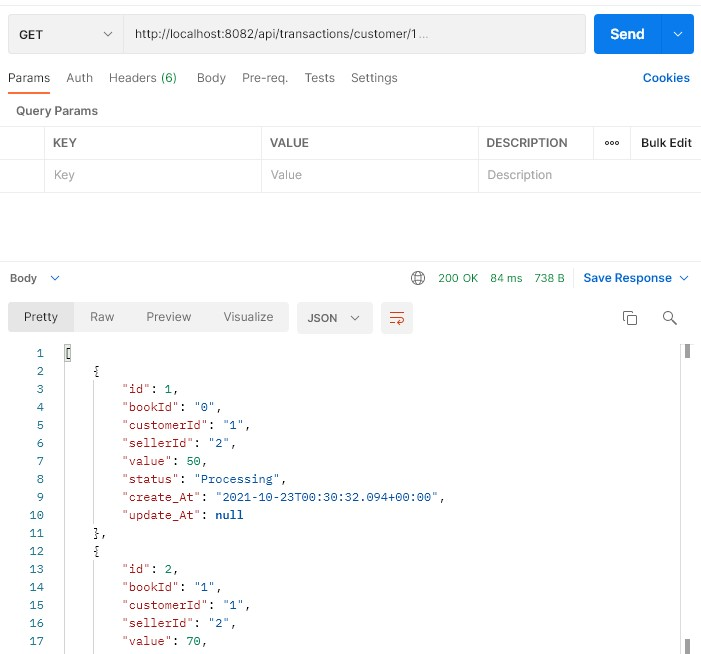 GET http://localhost:8082/api/transactions/customer/1... Send
Params Auth Headers (6) Body Pre-req. Tests Settings Cookies
Query Params
KEY VALUE DESCRIPTION ooo Bulk Edit
Key Value Description
Body 200 OK 84 ms 738 B Save Response
Pretty Raw Preview Visualize JSON
1 [
2 {
3 "id": 1,
4 "bookId": "0",
5 "customerId": "1",
6 "sellerId": "2",
7 "value": 50,
8 "status": "Processing",
9 "create_At": "2021-10-23T00:30:32.094+00:00",
10 "update_At": null
11 },
12 {
13 "id": 2,
14 "bookId": "1",
15 "customerId": "1",
16 "sellerId": "2",
17 "value": 70,